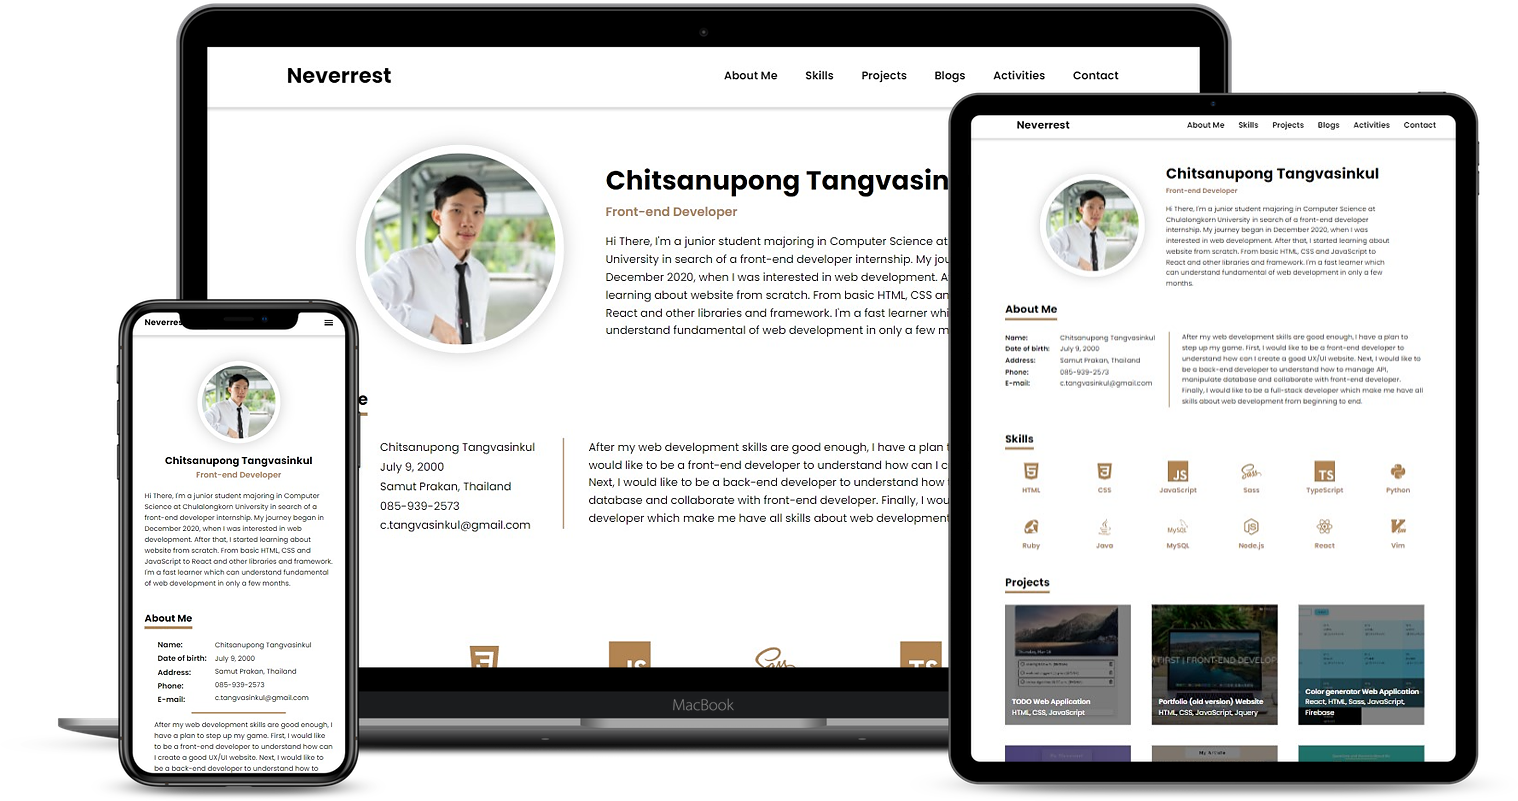 Neverrest
About Me Skills Projects Blogs Activities Contact
Chitsanupong Tangvasin
Front-end Developer
Hi There, I'm a junior student majoring in Computer Science at
University in search of a front-end developer internship. My jou
December 2020, when I was interested in web development. A
learning about website from scratch. From basic HTML, CSS an
React and other libraries and framework. I'm a fast learner whi
understand fundamental of web development in only a few m
e
Chitsanupong Tangvasinkul
July 9, 2000
Samut Prakan, Thailand
085-939-2573
c.tangvasinkul@gmail.com
After my web development skills are good enough, I have a plan t
would like to be a front-end developer to understand how can I c
Next, I would like to be a back-end developer to understand how
database and collaborate with front-end developer. Finally, I wou
developer which make me have all skills about web development
JS
Sass
TS
MacBook
Neverres
Chitsanupong Tangvasinkul
Front-end Developer
Hi There, I'm a junior student majoring in Computer
Science at Chulalongkorn University in search of a
front-end developer internship. My journey began in
December 2020, when I was interested in web
development. After that, I started learning about
website from scratch. From basic HTML, CSS and
JavaScript to React and other libraries and framework.
I'm a fast learner which can understand fundamental
of web development in only a few months.
About Me
Name: Chitsanupong Tangvasinkul
Date of birth: July 9, 2000
Address: Samut Prakan, Thailand
Phone: 085-939-2573
E-mail: c.tangvasinkul@gmail.com
After my web development skills are good enough, I
have a plan to step up my game. First, I would like
to be a front-end developer to understand how can
I create a good UX/UI website. Next, I would like to
be a back-end developer to understand how to
Neverrest
About Me Skills Projects Blogs Activities Contact
Chitsanupong Tangvasinkul
Front-end Developer
Hi There, I'm a junior student majoring in Computer Science at
Chulalongkorn University in search of a front-end developer
internship. My journey began in December 2020, when I was
interested in web development. After that, I started learning about
website from scratch. From basic HTML, CSS and JavaScript to
React and other libraries and framework. I'm a fast learner which
can understand fundamental of web development in only a few
months.
About Me
Name: Chitsanupong Tangvasinkul
Date of birth: July 9, 2000
Address: Samut Prakan, Thailand
Phone: 085-939-2573
E-mail: c.tangvasinkul@gmail.com
After my web development skills are good enough, I have a plan to
step up my game. First, I would like to be a front-end developer to
understand how can I create a good UX/UI website. Next, I would like to
be a back-end developer to understand how to manage API,
manipulate database and collaborate with front-end developer.
Finally, I would like to be a full-stack developer which make me have all
skills about web development from beginning to end.
Skills
JS Sass TS
HTML CSS JavaScript Sass TypeScript Python
Java MySQL JS
Ruby Java MySQL Node.js React Vim
Projects
FIRST | FRONT-END DEVELOP
TODO Web Application
HTML, CSS, JavaScript
Portfolio (old version) Website
HTML, CSS, JavaScript, Jquery
Color generator Web Application
React, HTML, Sass, JavaScript,
Firebase
My Article